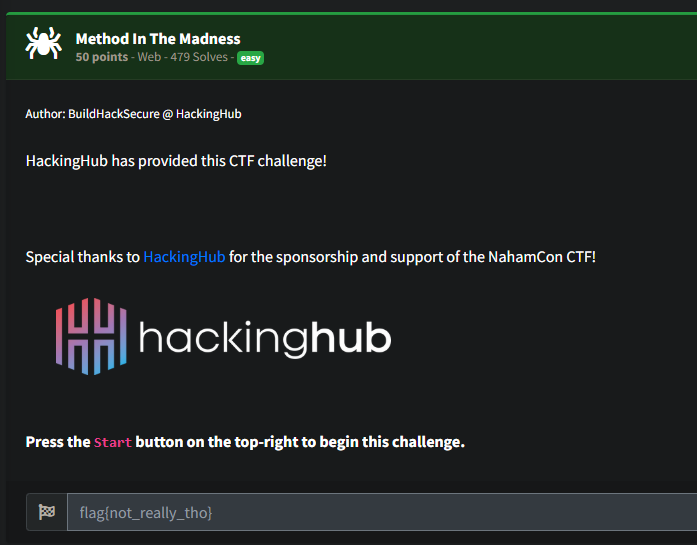 Method In The Madness
50 points - Web - 479 Solves - easy
Author: BuildHackSecure @ HackingHub
HackingHub has provided this CTF challenge!
Special thanks to HackingHub for the sponsorship and support of the NahamCon CTF!
hackinghub
Press the Start button on the top-right to begin this challenge.
flag{not_really_tho}